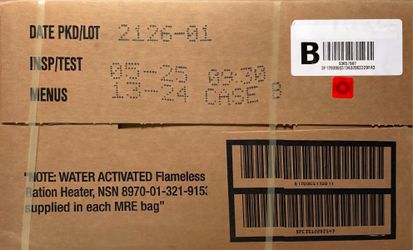 DATE PKD/LOT 2126-01
INSP/TEST 05-25 09:30
MENUS 13-24 CASE B
B
"NOTE: WATER ACTIVATED Flameless
Ration Heater, NSN 8970-01-321-9153
supplied in each MRE bag"